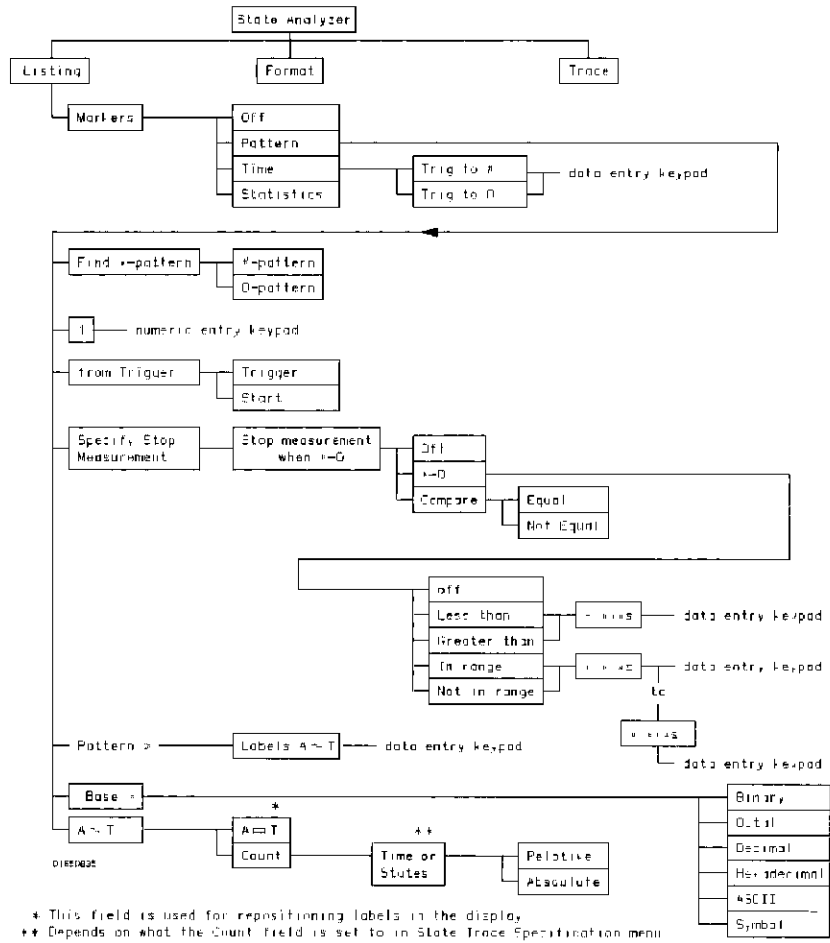 State Analyzer
Listing
Format
Trace
Markers
Off
Pattern
Time
Statistics
Trig to X
Trig to O
data entry keypad
Find x-pattern
X-pattern
O-pattern
1
numeric entry keypad
from Trigger
Trigger
Start
Specify Stop
Measurement
Stop measurement
when X-O
Off
X-O
Compare
Equal
Not Equal
off
Less than
Greater than
In range
Not in range
data entry keypad
data entry keypad
to
data entry keypad
Pattern >
Labels A - T
data entry keypad
Base >
A - T
*
A = T
Count
**
Time or
States
Relative
Absolute
Binary
Octal
Decimal
Hexadecimal
ASCII
Symbol
* This field is used for repositioning labels in the display
** Depends on what the Count field is set to in State Trace Specification menu